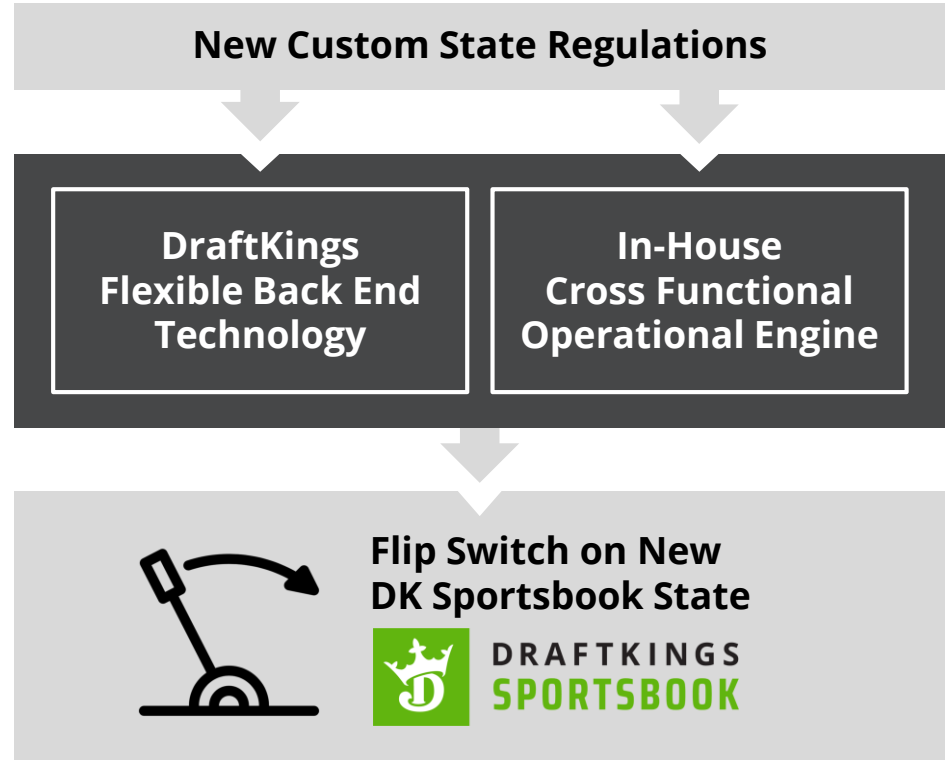 New Custom State Regulations
DraftKings
Flexible Back End
Technology
In-House
Cross Functional
Operational Engine
Flip Switch on New
DK Sportsbook State
DRAFTKINGS
SPORTSBOOK